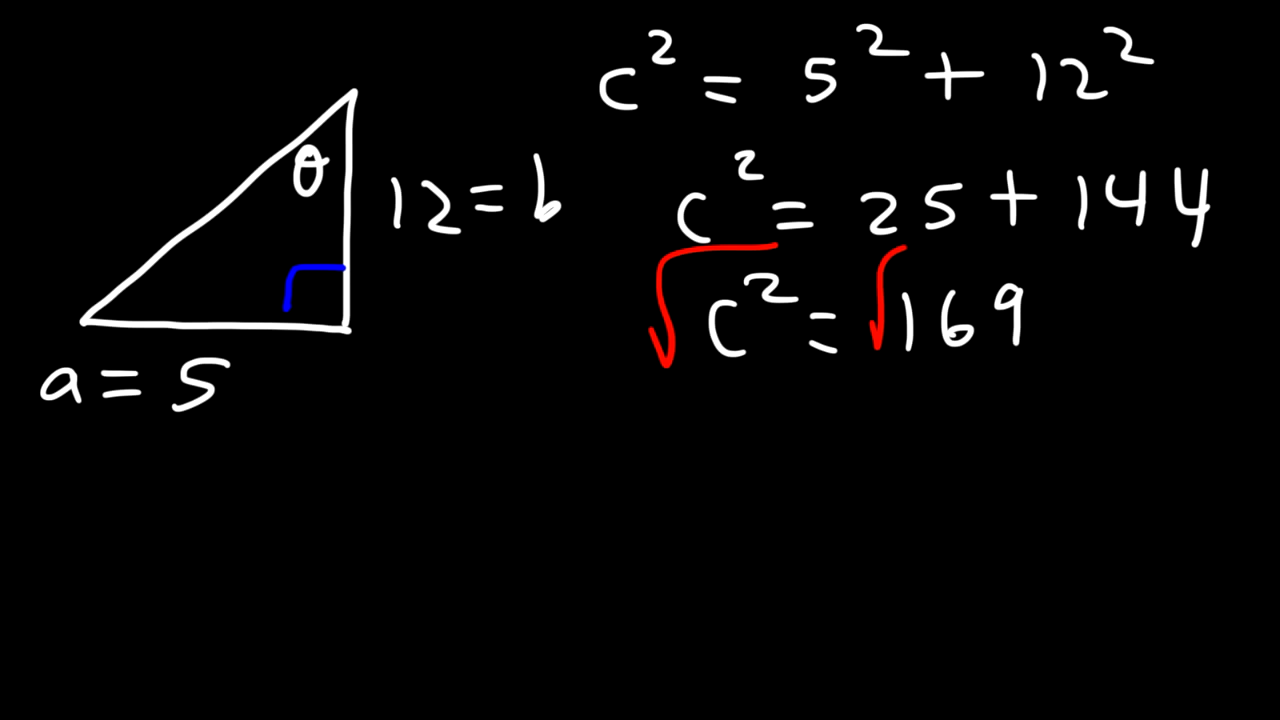 c² = 5² + 12²
θ
12 = b
c² = 25 + 144
√c² = √169
a = 5